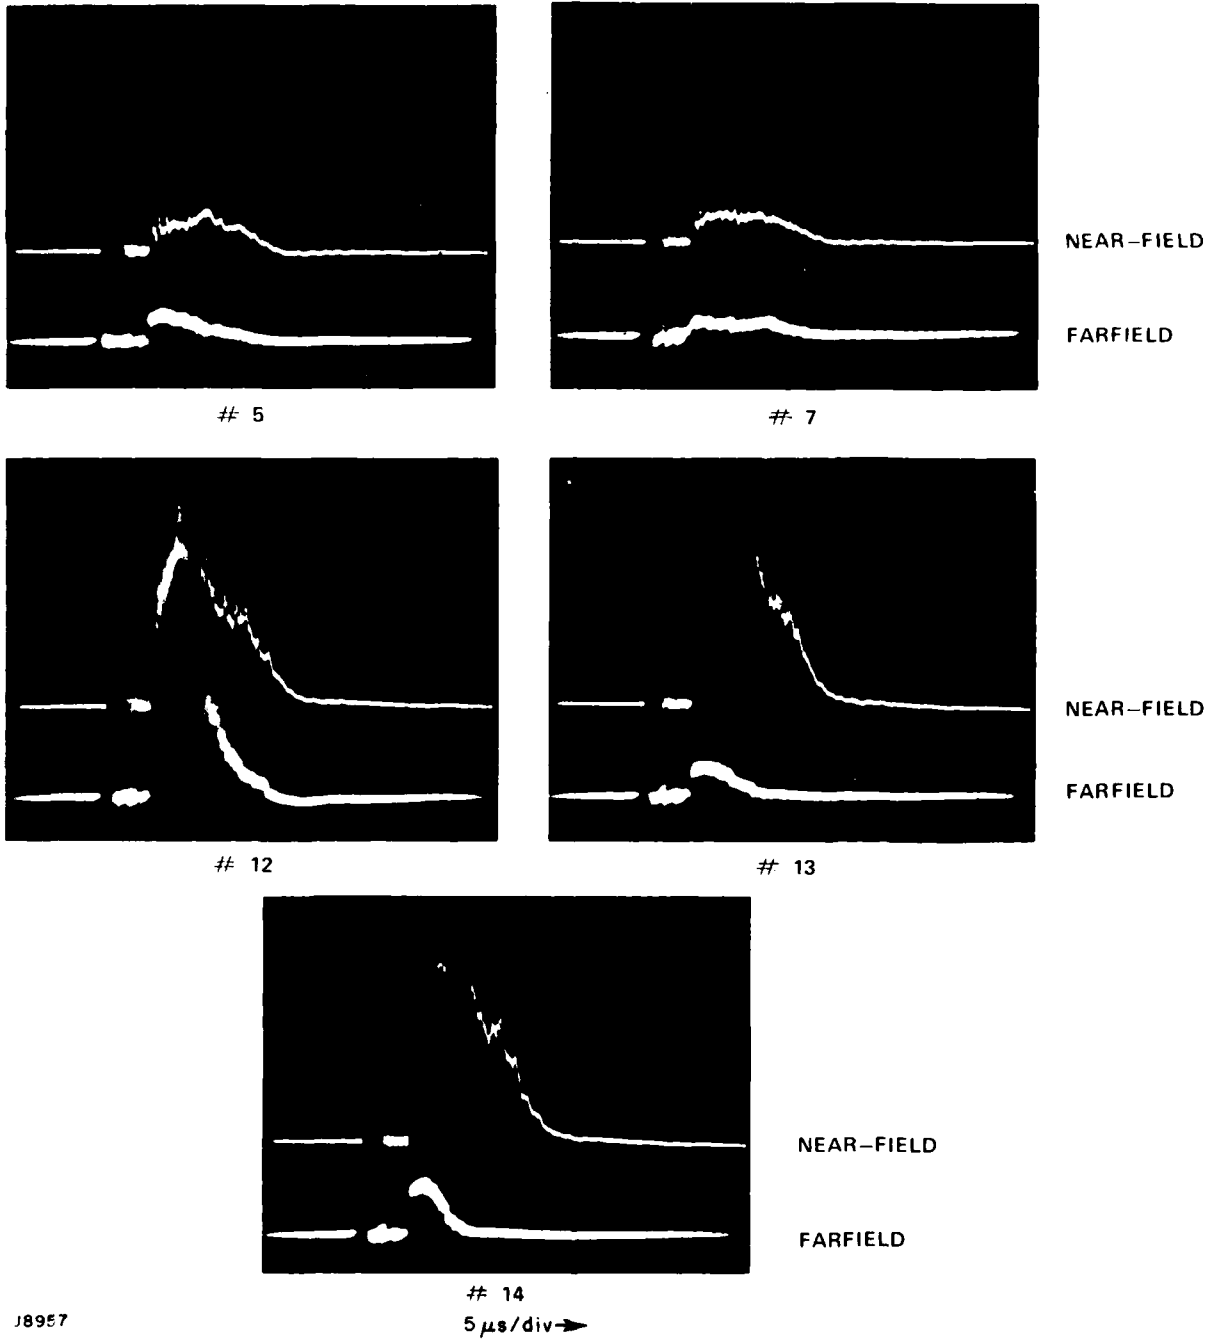 NEAR–FIELD
FARFIELD
# 5
# 7
NEAR–FIELD
FARFIELD
# 12
# 13
NEAR–FIELD
FARFIELD
# 14
J8957
5 μs/div→